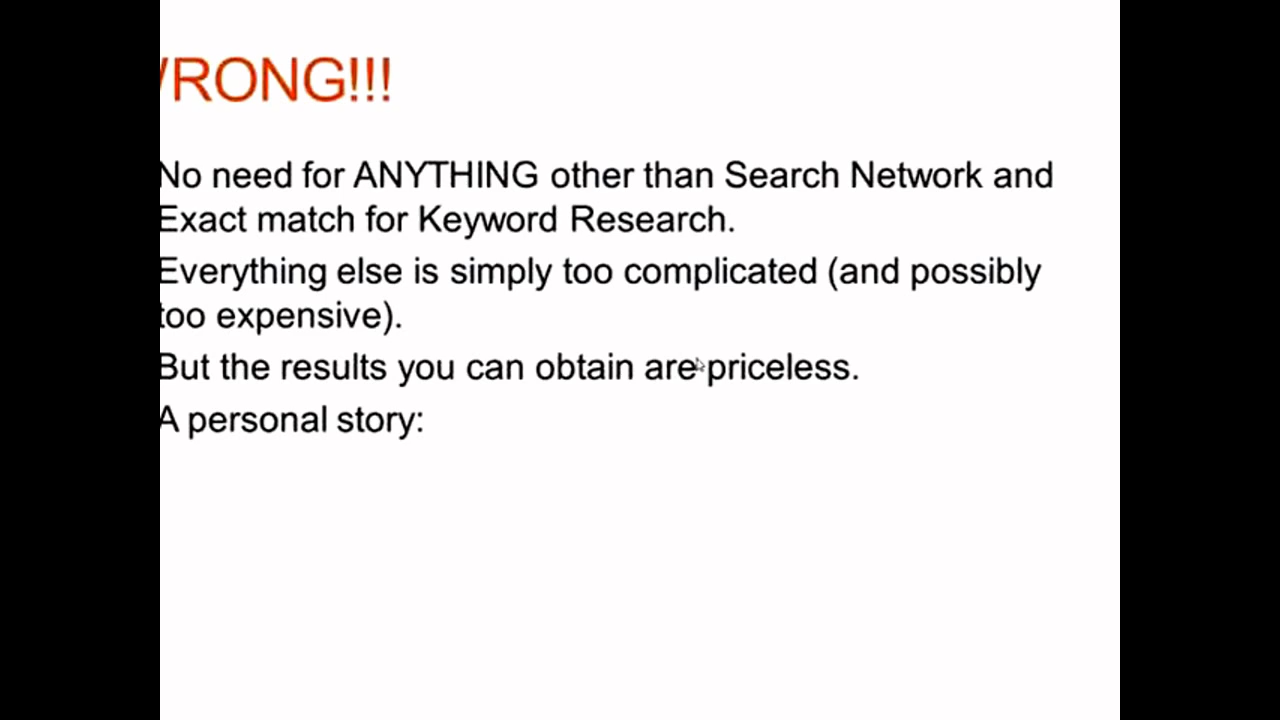 WRONG!!!
No need for ANYTHING other than Search Network and
Exact match for Keyword Research.
Everything else is simply too complicated (and possibly
too expensive).
But the results you can obtain are priceless.
A personal story: